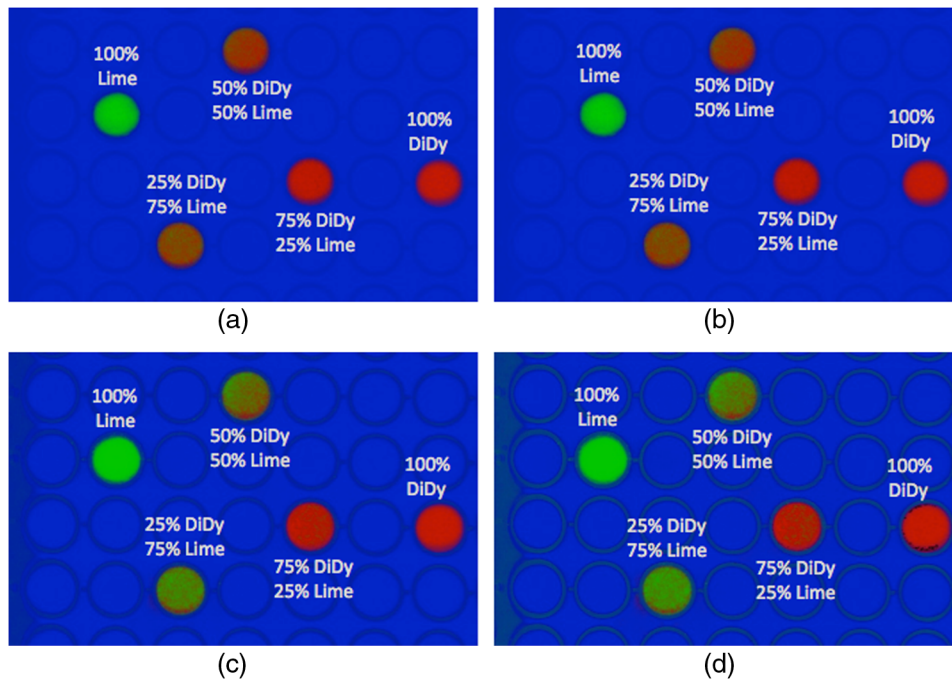 100%
Lime
50% DiDy
50% Lime
100%
DiDy
25% DiDy
75% Lime
75% DiDy
25% Lime
(a)
100%
Lime
50% DiDy
50% Lime
100%
DiDy
25% DiDy
75% Lime
75% DiDy
25% Lime
(b)
100%
Lime
50% DiDy
50% Lime
100%
DiDy
25% DiDy
75% Lime
75% DiDy
25% Lime
(c)
100%
Lime
50% DiDy
50% Lime
100%
DiDy
25% DiDy
75% Lime
75% DiDy
25% Lime
(d)